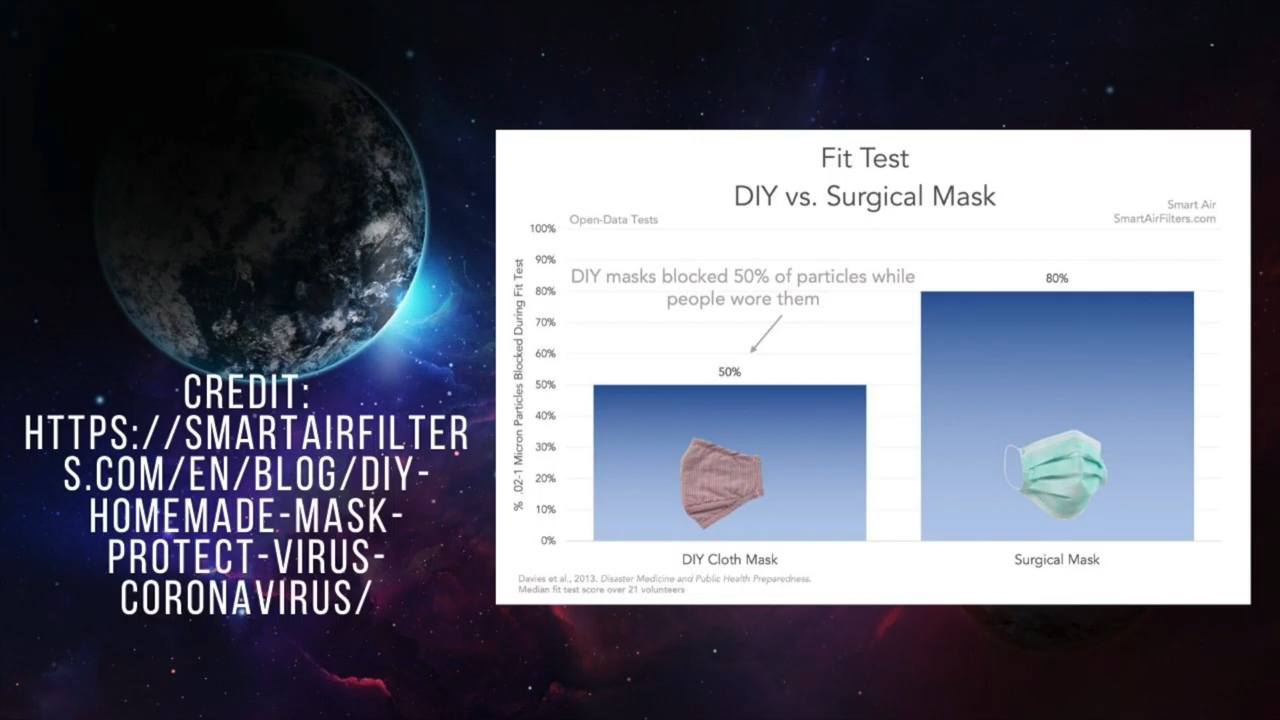 CREDIT:
HTTPS://SMARTAIRFILTER
S.COM/EN/BLOG/DIY-
HOMEMADE-MASK-
PROTECT-VIRUS-
CORONAVIRUS/
Fit Test
DIY vs. Surgical Mask
Open-Data Tests
Smart Air
SmartAirFilters.com
% .02-1 Micron Particles Blocked During Fit Test
100%
90%
80%
70%
60%
50%
40%
30%
20%
10%
0%
DIY masks blocked 50% of particles while
people wore them
50%
80%
DIY Cloth Mask
Surgical Mask
Davies et al., 2013. Disaster Medicine and Public Health Preparedness.
Median fit test score over 21 volunteers